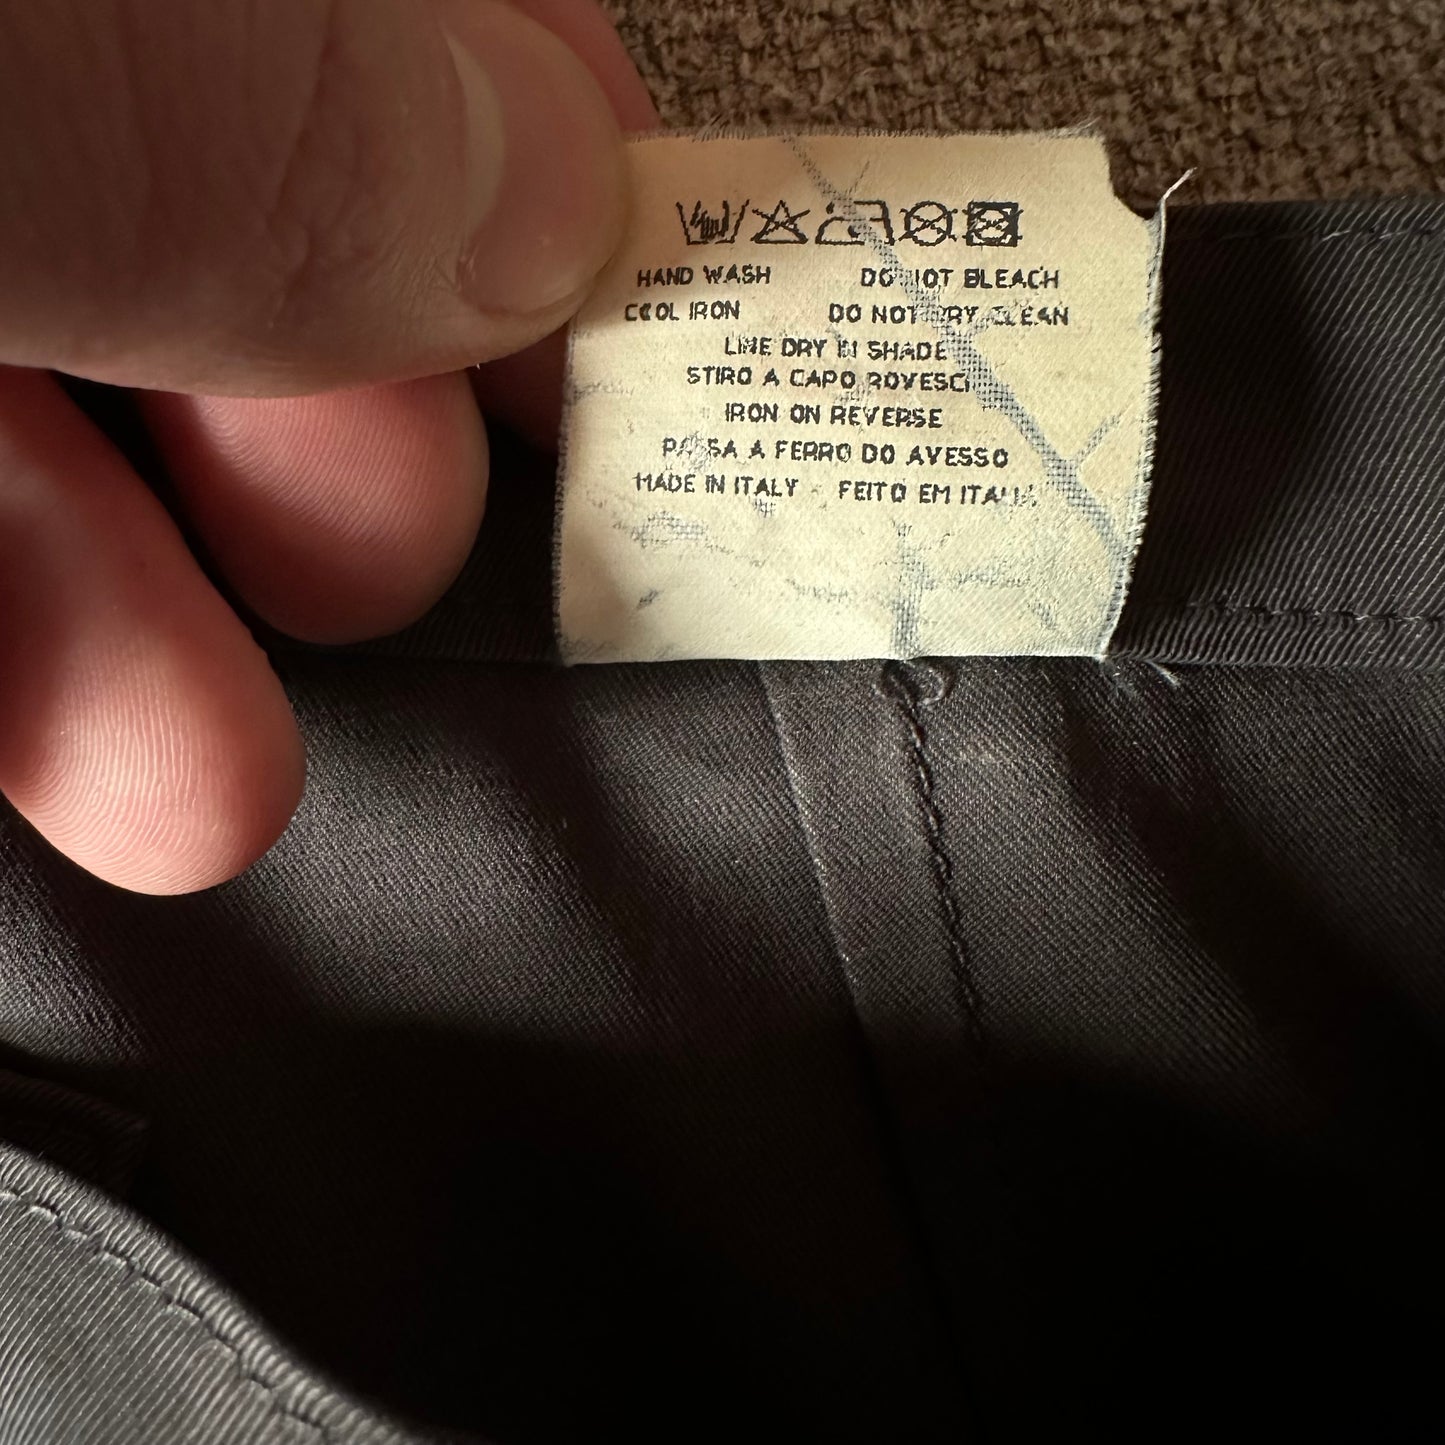 HAND WASH DO NOT BLEACH
COOL IRON DO NOT DRY CLEAN
LINE DRY IN SHADE
STIRO A CAPO ROVESCI
IRON ON REVERSE
PASSA A FERRO DO AVESSO
MADE IN ITALY - FEITO EM ITALIA